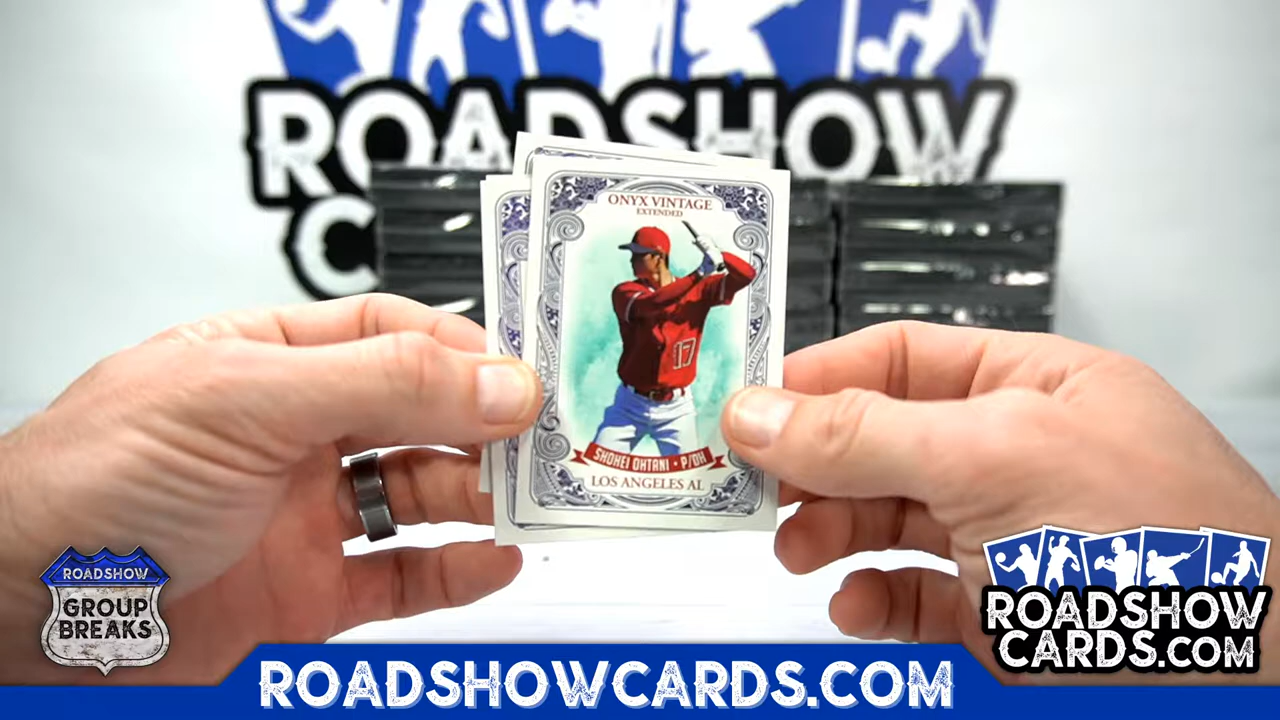 ROADSHOW
C
ONYX VINTAGE
EXTENDED
17
SHOHEI OHTANI • P/DH
LOS ANGELES AL
ROADSHOW
GROUP
BREAKS
ROADSHOW
CARDS.COM
ROADSHOWCARDS.COM